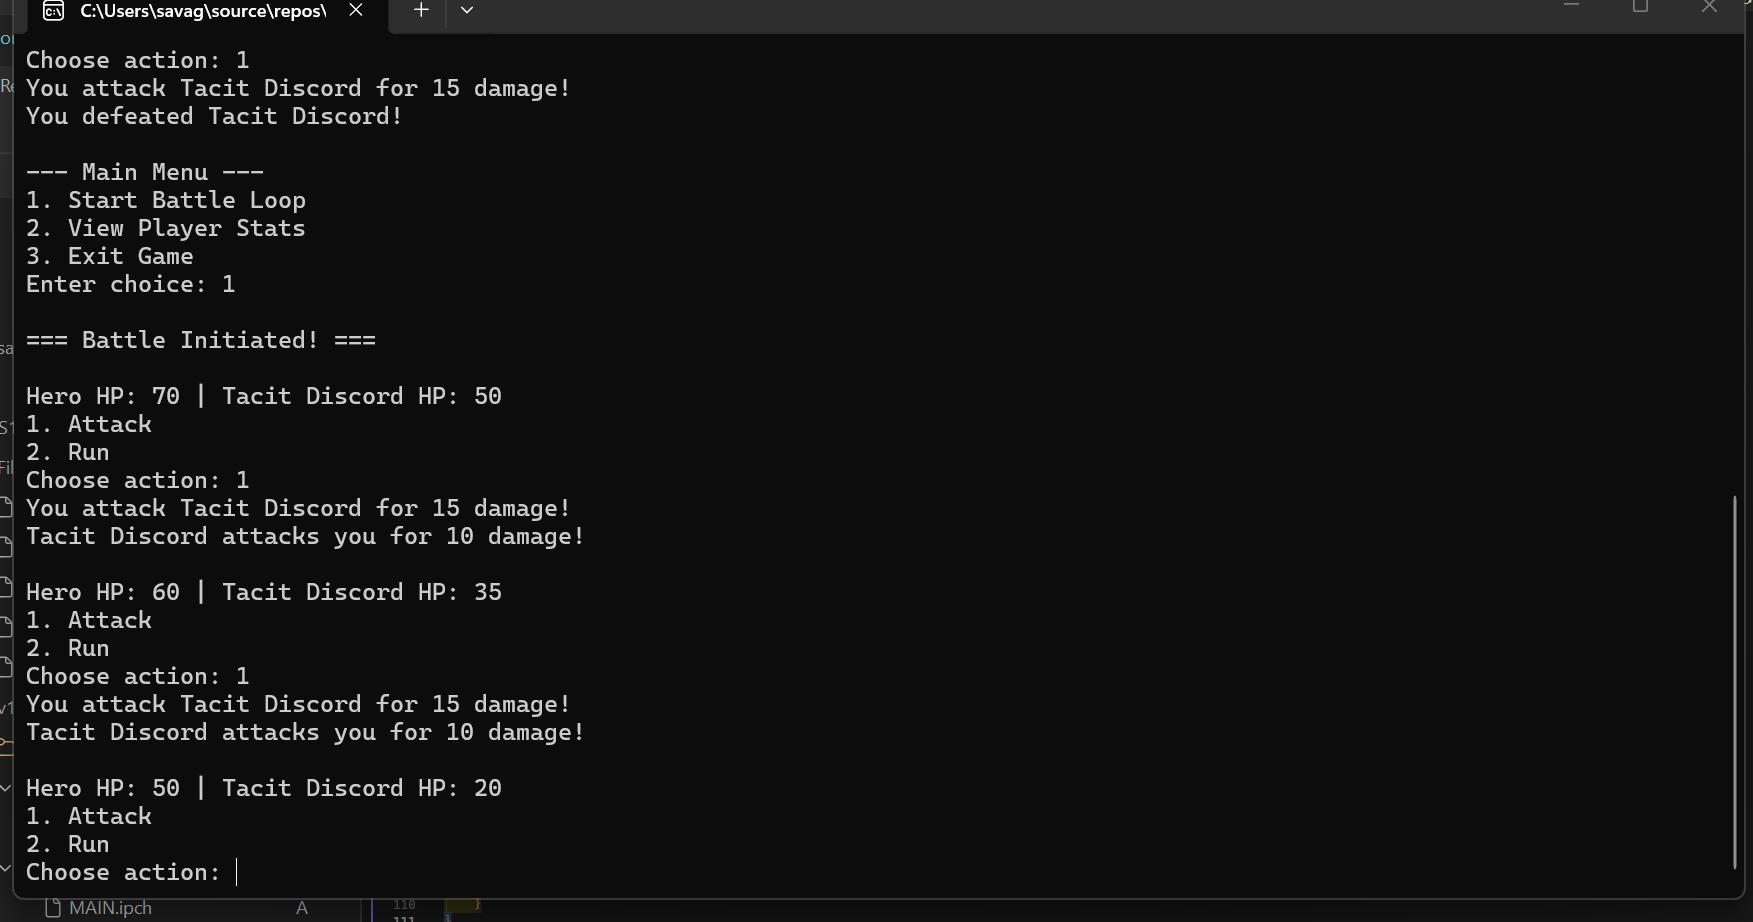 C:\Users\savag\source\repos\
Choose action: 1
You attack Tacit Discord for 15 damage!
You defeated Tacit Discord!
--- Main Menu ---
1. Start Battle Loop
2. View Player Stats
3. Exit Game
Enter choice: 1
=== Battle Initiated! ===
Hero HP: 70 | Tacit Discord HP: 50
1. Attack
2. Run
Choose action: 1
You attack Tacit Discord for 15 damage!
Tacit Discord attacks you for 10 damage!
Hero HP: 60 | Tacit Discord HP: 35
1. Attack
2. Run
Choose action: 1
You attack Tacit Discord for 15 damage!
Tacit Discord attacks you for 10 damage!
Hero HP: 50 | Tacit Discord HP: 20
1. Attack
2. Run
Choose action:
MAIN.ipch A 110 }